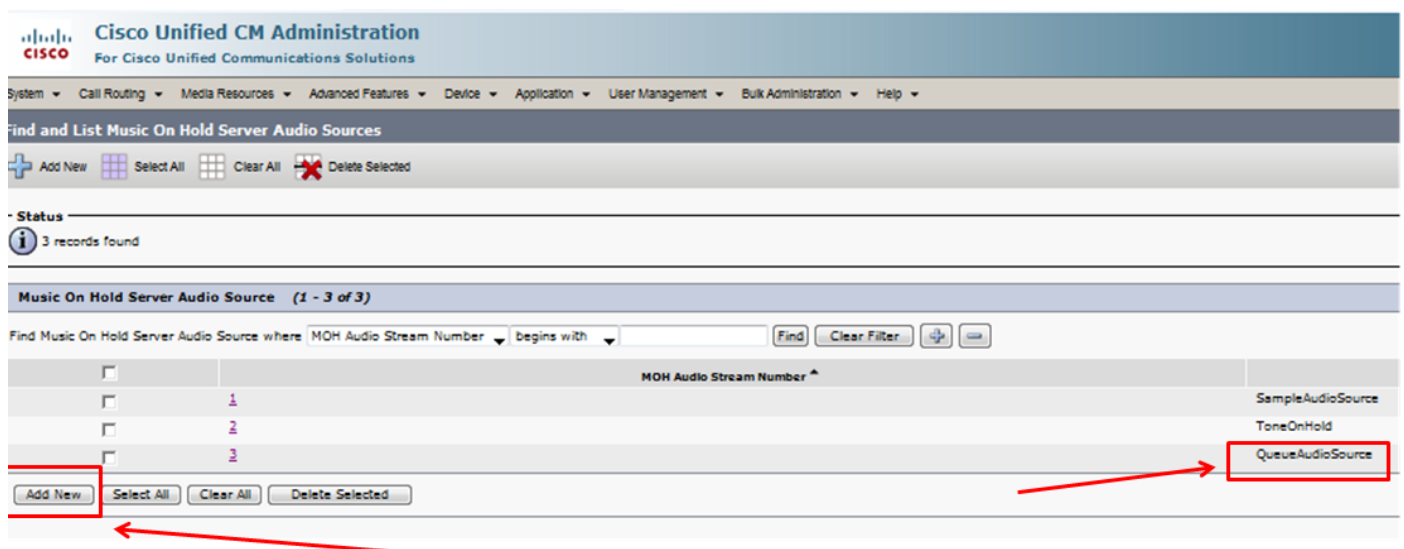 CISCO
Cisco Unified CM Administration
For Cisco Unified Communications Solutions
System Call Routing Media Resources Advanced Features Device Application User Management Bulk Administration Help
Find and List Music On Hold Server Audio Sources
Add New Select All Clear All Delete Selected
Status
3 records found
Music On Hold Server Audio Source (1 - 3 of 3)
Find Music On Hold Server Audio Source where MOH Audio Stream Number begins with Find Clear Filter
MOH Audio Stream Number
1 SampleAudioSource
2 ToneOnHold
3 QueueAudioSource
Add New Select All Clear All Delete Selected